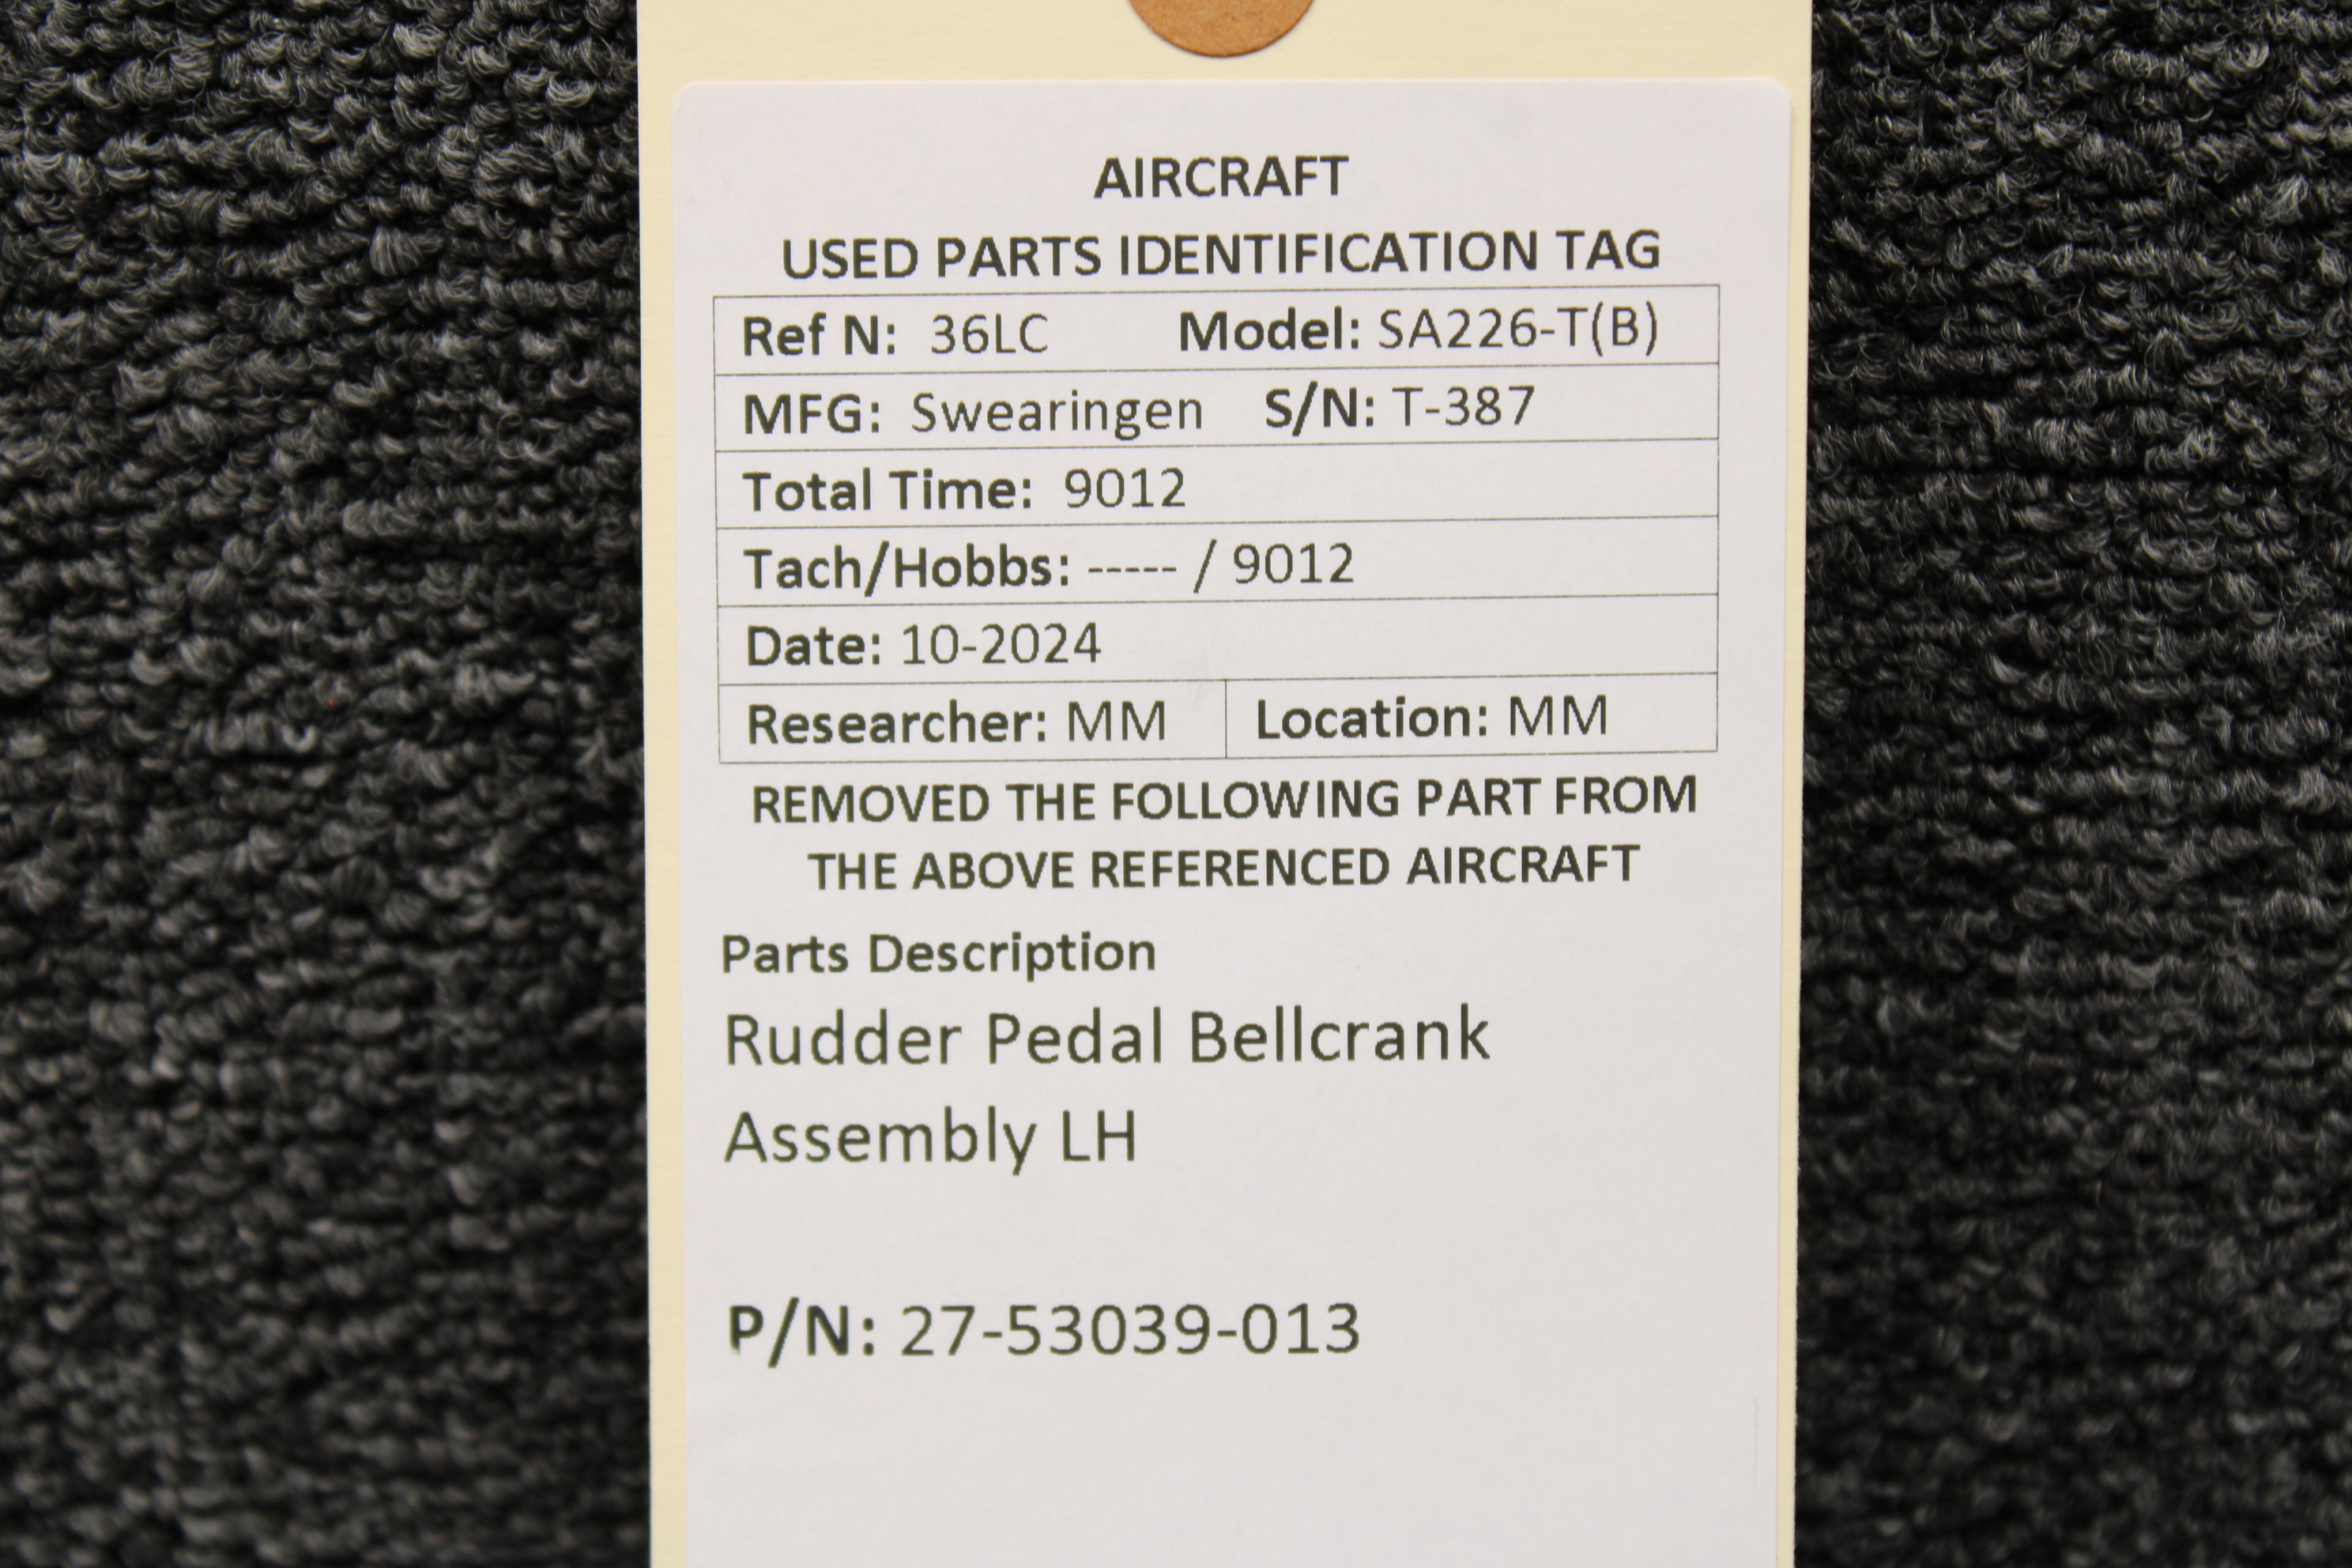 AIRCRAFT
USED PARTS IDENTIFICATION TAG
Ref N: 36LC Model: SA226-T(B)
MFG: Swearingen S/N: T-387
Total Time: 9012
Tach/Hobbs: ----- / 9012
Date: 10-2024
Researcher: MM Location: MM
REMOVED THE FOLLOWING PART FROM
THE ABOVE REFERENCED AIRCRAFT
Parts Description
Rudder Pedal Bellcrank
Assembly LH
P/N: 27-53039-013